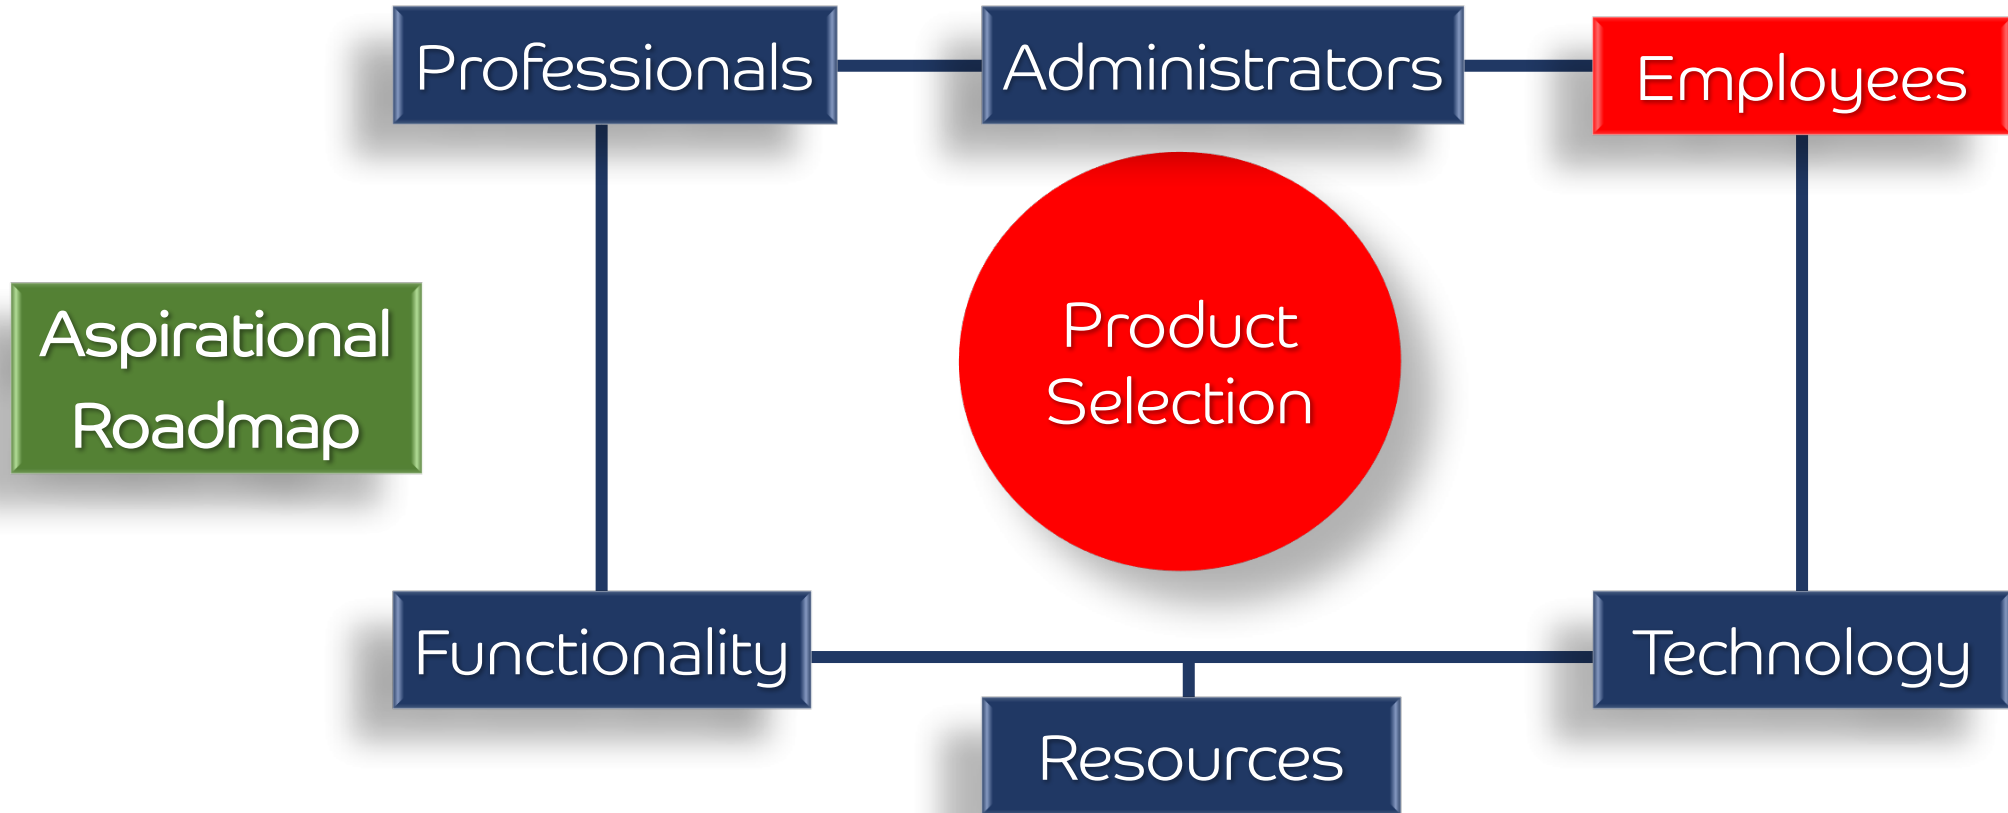 Professionals
Administrators
Employees
Aspirational
Roadmap
Product
Selection
Functionality
Technology
Resources